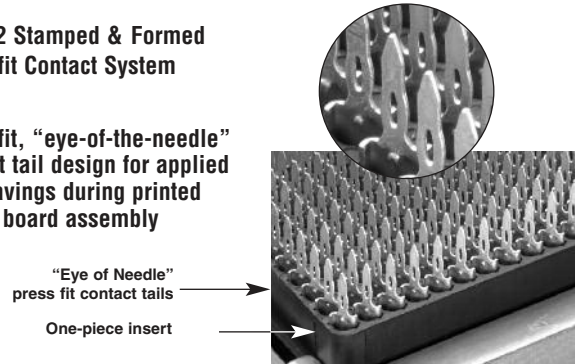 2 Stamped & Formed
fit Contact System
fit, “eye-of-the-needle”
t tail design for applied
avings during printed
board assembly
“Eye of Needle”
press fit contact tails
One-piece insert